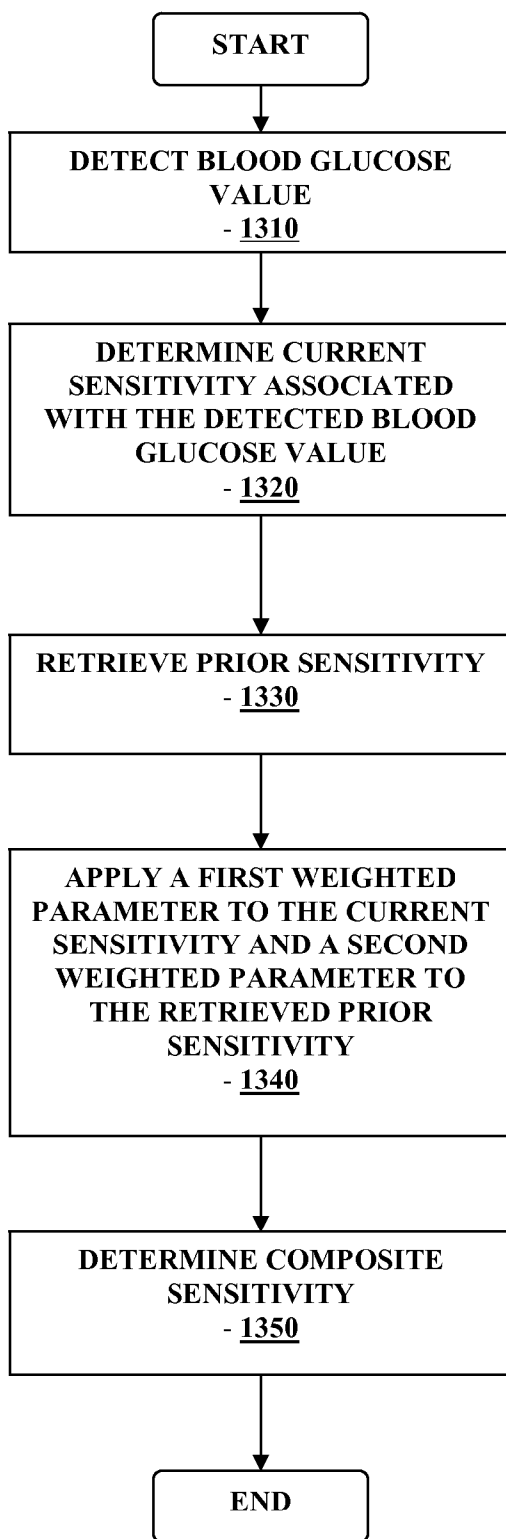 START
DETECT BLOOD GLUCOSE
VALUE
- 1310
DETERMINE CURRENT
SENSITIVITY ASSOCIATED
WITH THE DETECTED BLOOD
GLUCOSE VALUE
- 1320
RETRIEVE PRIOR SENSITIVITY
- 1330
APPLY A FIRST WEIGHTED
PARAMETER TO THE CURRENT
SENSITIVITY AND A SECOND
WEIGHTED PARAMETER TO
THE RETRIEVED PRIOR
SENSITIVITY
- 1340
DETERMINE COMPOSITE
SENSITIVITY
- 1350
END